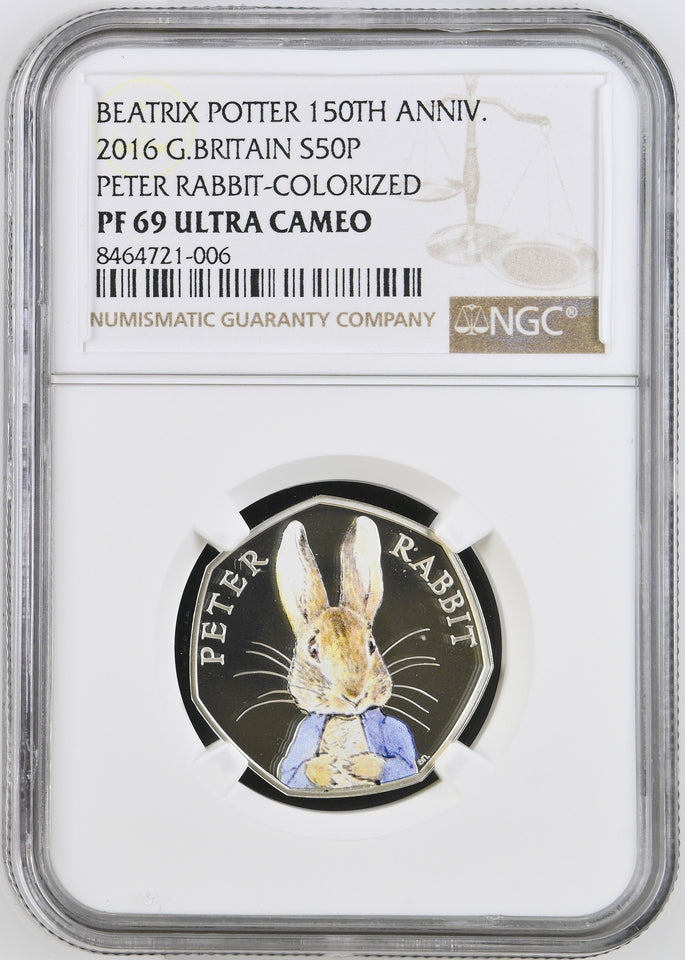 BEATRIX POTTER 150TH ANNIV.
2016 G.BRITAIN S50P
PETER RABBIT-COLORIZED
PF 69 ULTRA CAMEO
8464721-006
NUMISMATIC GUARANTY COMPANY
NGC®
PETER RABBIT